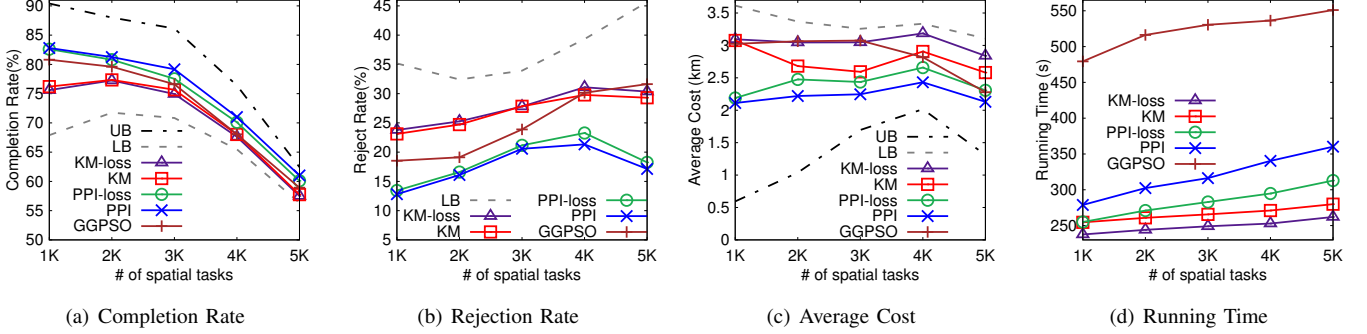 Completion Rate(%)
90
85
80
75
70
65
60
55
50
UB
LB
KM-loss
KM
PPI-loss
PPI
GGPSO
1K 2K 3K 4K 5K
# of spatial tasks
(a) Completion Rate
Reject Rate(%)
45
40
35
30
25
20
15
10
5
LB
KM-loss
KM
PPI-loss
PPI
GGPSO
1K 2K 3K 4K 5K
# of spatial tasks
(b) Rejection Rate
Average Cost (km)
3.5
3
2.5
2
1.5
1
0.5
0
UB
LB
KM-loss
KM
PPI-loss
PPI
GGPSO
1K 2K 3K 4K 5K
# of spatial tasks
(c) Average Cost
Running Time (s)
550
500
450
400
350
300
250
KM-loss
KM
PPI-loss
PPI
GGPSO
1K 2K 3K 4K 5K
# of spatial tasks
(d) Running Time